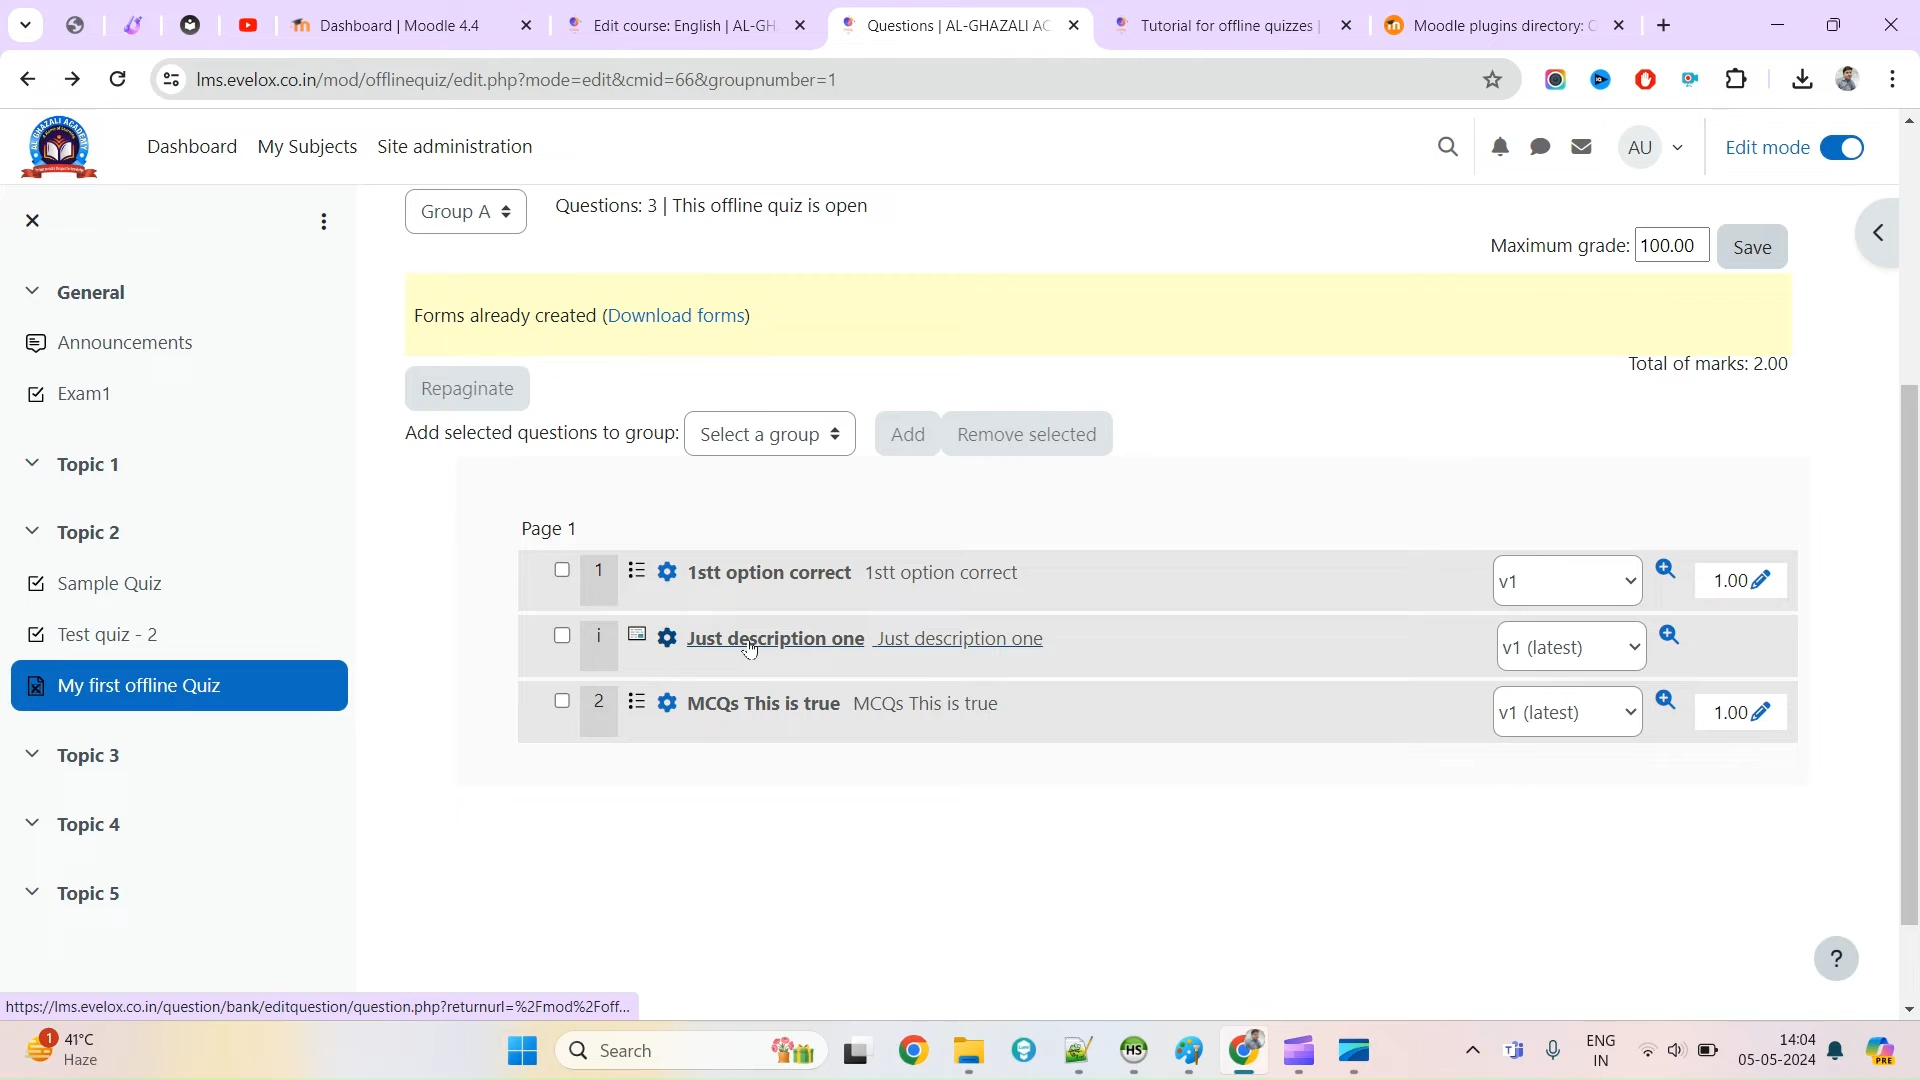 Dashboard | Moodle 4.4
Edit course: English | AL-GH
Questions | AL-GHAZALI AC
Tutorial for offline quizzes |
Moodle plugins directory: C
lms.evelox.co.in/mod/offlinequiz/edit.php?mode=edit&cmid=66&groupnumber=1
AL GHAZALI ACADEMY
Dashboard
My Subjects
Site administration
AU
Edit mode
General
Announcements
Exam1
Topic 1
Topic 2
Sample Quiz
Test quiz - 2
My first offline Quiz
Topic 3
Topic 4
Topic 5
Group A
Questions: 3 | This offline quiz is open
Maximum grade: 100.00 Save
Forms already created (Download forms)
Total of marks: 2.00
Repaginate
Add selected questions to group: Select a group Add Remove selected
Page 1
1 1stt option correct 1stt option correct v1 1.00
i Just description one Just description one v1 (latest)
2 MCQs This is true MCQs This is true v1 (latest) 1.00
?
https://lms.evelox.co.in/question/bank/editquestion/question.php?returnurl=%2Fmod%2Foff...
1
41°C
Haze
Search
HS
ENG
IN
14:04
05-05-2024
PRE